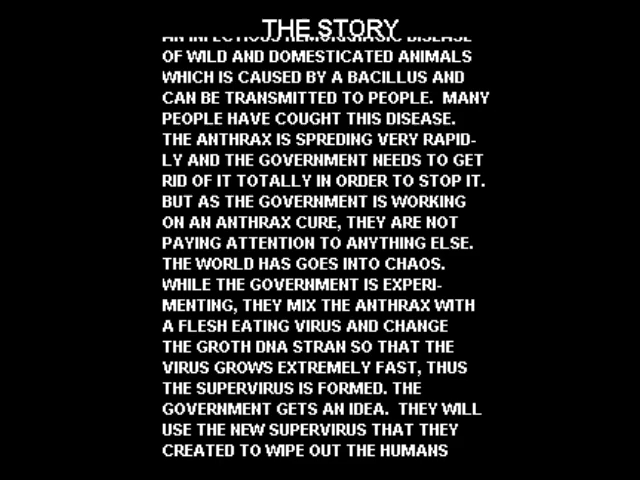 THE STORY
AN INFECTIOUS HEMORRHAGIC DISEASE
OF WILD AND DOMESTICATED ANIMALS
WHICH IS CAUSED BY A BACILLUS AND
CAN BE TRANSMITTED TO PEOPLE.  MANY
PEOPLE HAVE COUGHT THIS DISEASE.
THE ANTHRAX IS SPREDING VERY RAPID-
LY AND THE GOVERNMENT NEEDS TO GET
RID OF IT TOTALLY IN ORDER TO STOP IT.
BUT AS THE GOVERNMENT IS WORKING
ON AN ANTHRAX CURE, THEY ARE NOT
PAYING ATTENTION TO ANYTHING ELSE.
THE WORLD HAS GOES INTO CHAOS.
WHILE THE GOVERNMENT IS EXPERI-
MENTING, THEY MIX THE ANTHRAX WITH
A FLESH EATING VIRUS AND CHANGE
THE GROTH DNA STRAN SO THAT THE
VIRUS GROWS EXTREMELY FAST, THUS
THE SUPERVIRUS IS FORMED. THE
GOVERNMENT GETS AN IDEA.  THEY WILL
USE THE NEW SUPERVIRUS THAT THEY
CREATED TO WIPE OUT THE HUMANS